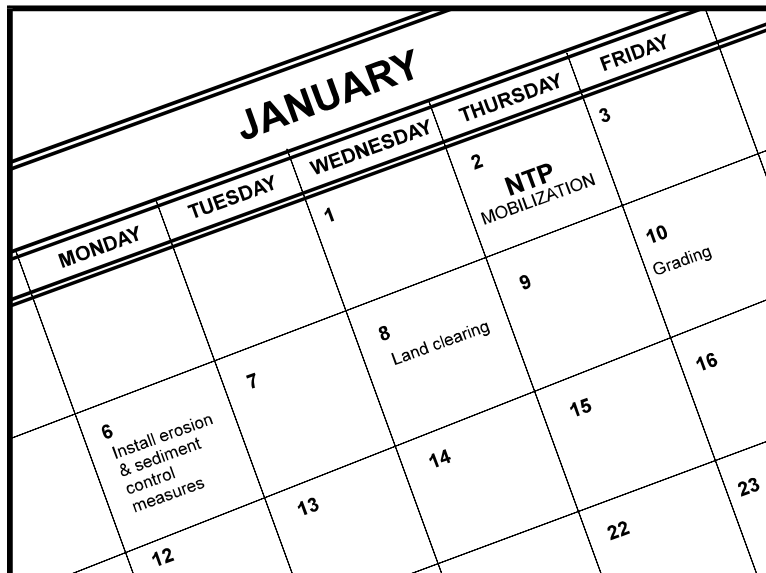 JANUARY
MONDAY
TUESDAY
WEDNESDAY
THURSDAY
FRIDAY
1
2
NTP
MOBILIZATION
3
6
Install erosion
& sediment
control
measures
7
8
Land clearing
9
10
Grading
12
13
14
15
16
22
23